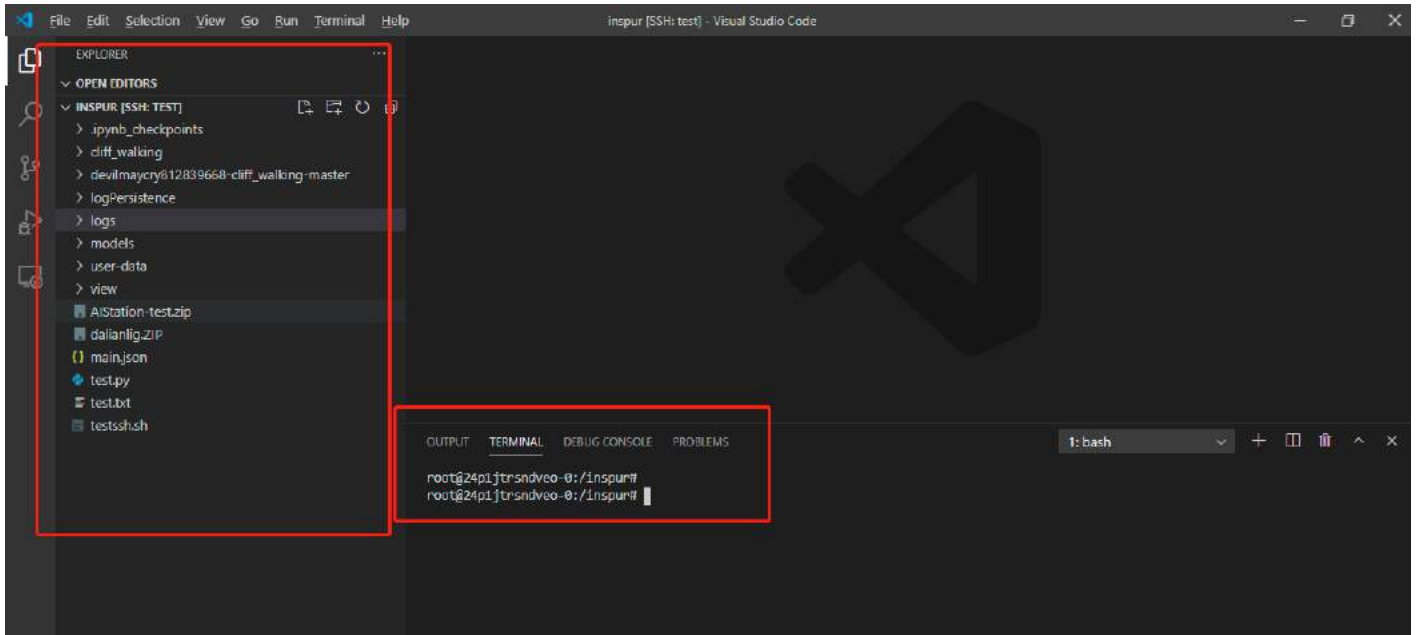 File Edit Selection View Go Run Terminal Help
inspur [SSH: test] - Visual Studio Code
EXPLORER
OPEN EDITORS
INSPUR [SSH: TEST]
.ipynb_checkpoints
cliff_walking
devilmaycry812839668-cliff_walking-master
logPersistence
logs
models
user-data
view
AIStation-test.zip
dalianlig.ZIP
main.json
test.py
test.txt
testssh.sh
OUTPUT TERMINAL DEBUG CONSOLE PROBLEMS
1: bash
root@24p1jtrsndveo-0:/inspur#
root@24p1jtrsndveo-0:/inspur#